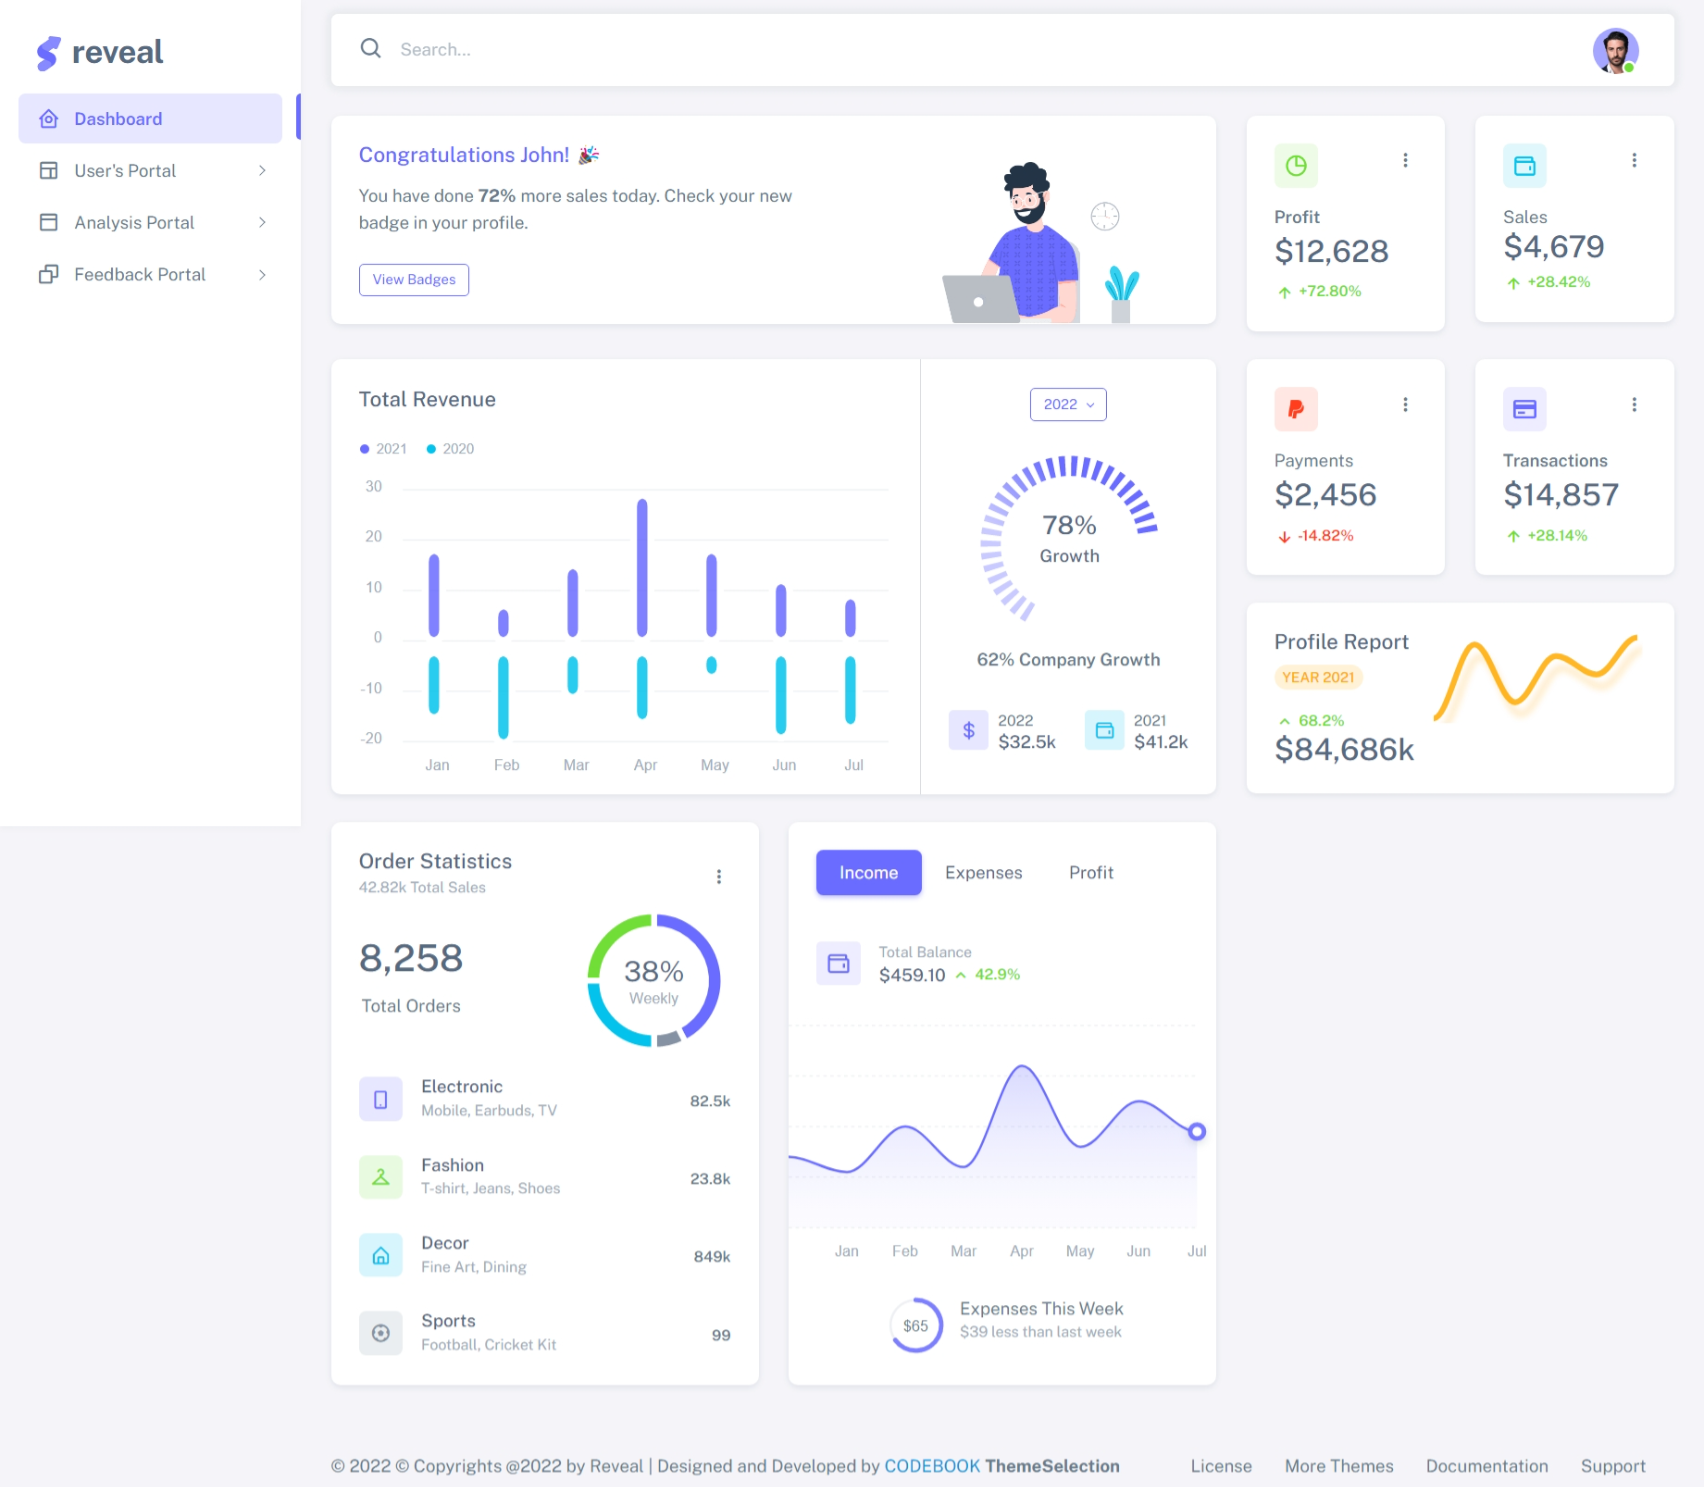 reveal
Dashboard
User's Portal
Analysis Portal
Feedback Portal
Search...
Congratulations John! 🎉
You have done 72% more sales today. Check your new
badge in your profile.
View Badges
Profit
$12,628
+72.80%
Sales
$4,679
+28.42%
Total Revenue
2021 2020
30
20
10
0
-10
-20
Jan Feb Mar Apr May Jun Jul
2022
78%
Growth
62% Company Growth
2022
$32.5k
2021
$41.2k
Payments
$2,456
-14.82%
Transactions
$14,857
+28.14%
Profile Report
YEAR 2021
68.2%
$84,686k
Order Statistics
42.82k Total Sales
8,258
Total Orders
38%
Weekly
Electronic
Mobile, Earbuds, TV
82.5k
Fashion
T-shirt, Jeans, Shoes
23.8k
Decor
Fine Art, Dining
849k
Sports
Football, Cricket Kit
99
Income Expenses Profit
Total Balance
$459.10 42.9%
Jan Feb Mar Apr May Jun Jul
$65
Expenses This Week
$39 less than last week
© 2022 © Copyrights @2022 by Reveal | Designed and Developed by CODEBOOK ThemeSelection
License More Themes Documentation Support